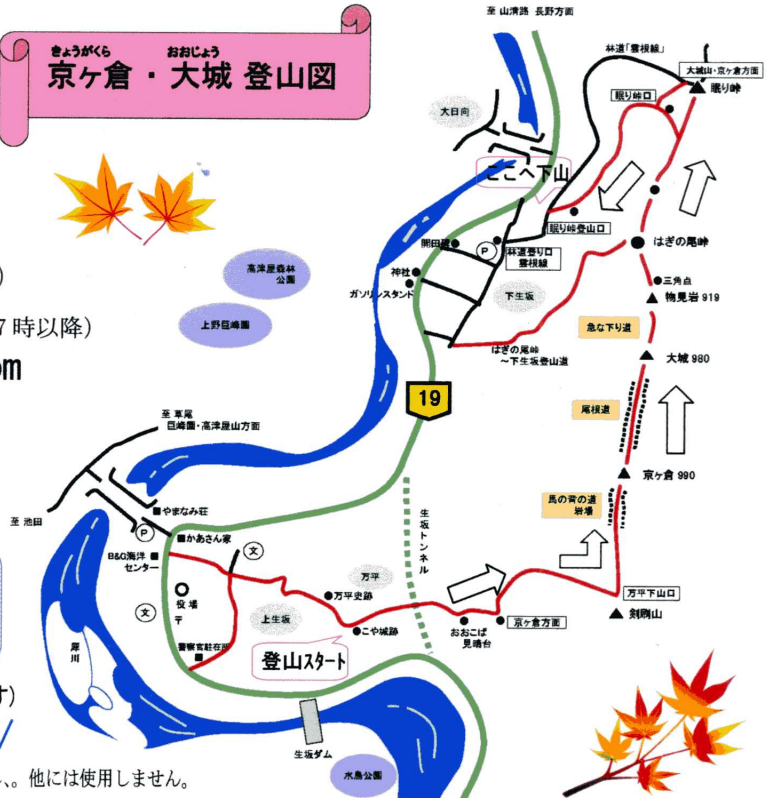 きょうがくら おおじょう
京ヶ倉・大城 登山図
至 山清路 長野方面
林道「雲根線」
大城山・京ヶ倉方面
眠り峠
眠り峠口
大日向
ここへ下山
眠り峠登山口
開田
P
林道登り口
雲根線
はぎの尾峠
神社
ガソリンスタンド
下生坂
三角点
物見岩 919
高津屋森林
公園
上野巨峰園
7時以降）
om
急な下り道
はぎの尾峠
～下生坂登山道
大城 980
19
尾根道
至 草尾
巨峰園・高津屋山方面
京ヶ倉 990
馬の背の道
岩場
至 池田
やまなみ荘
P
かあさん家
B&G海洋
センター
文
生坂トンネル
万平
万平史跡
役場
〒
文
上生坂
こや城跡
おおこば
見晴台
京ヶ倉方面
万平下山口
剣刷山
警察官駐在所
登山スタート
犀川
す）
生坂ダム
水鳥公園
、。他には使用しません。